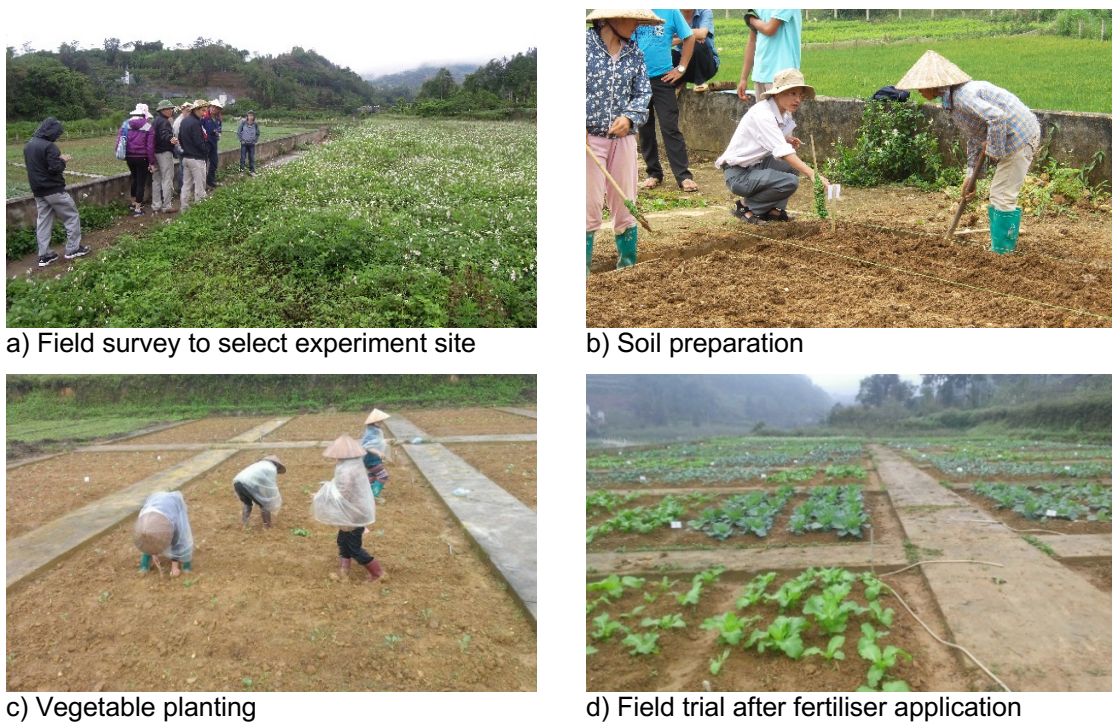 a) Field survey to select experiment site
b) Soil preparation
c) Vegetable planting
d) Field trial after fertiliser application